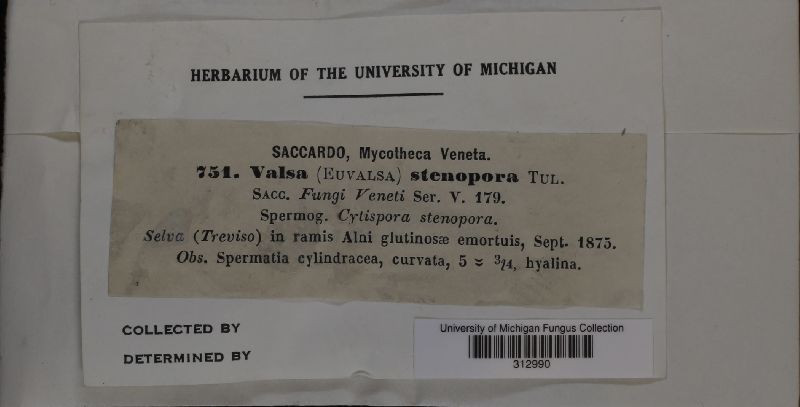 HERBARIUM OF THE UNIVERSITY OF MICHIGAN
SACCARDO, Mycotheca Veneta.
751. Valsa (EUVALSA) stenopora TUL.
SACC. Fungi Veneti Ser. V. 179.
Spermog. Cytispora stenopora.
Selva (Treviso) in ramis Alni glutinosæ emortuis, Sept. 1875.
Obs. Spermatia cylindracea, curvata, 5 ≈ 3/4, hyalina.
COLLECTED BY
DETERMINED BY
University of Michigan Fungus Collection
312990